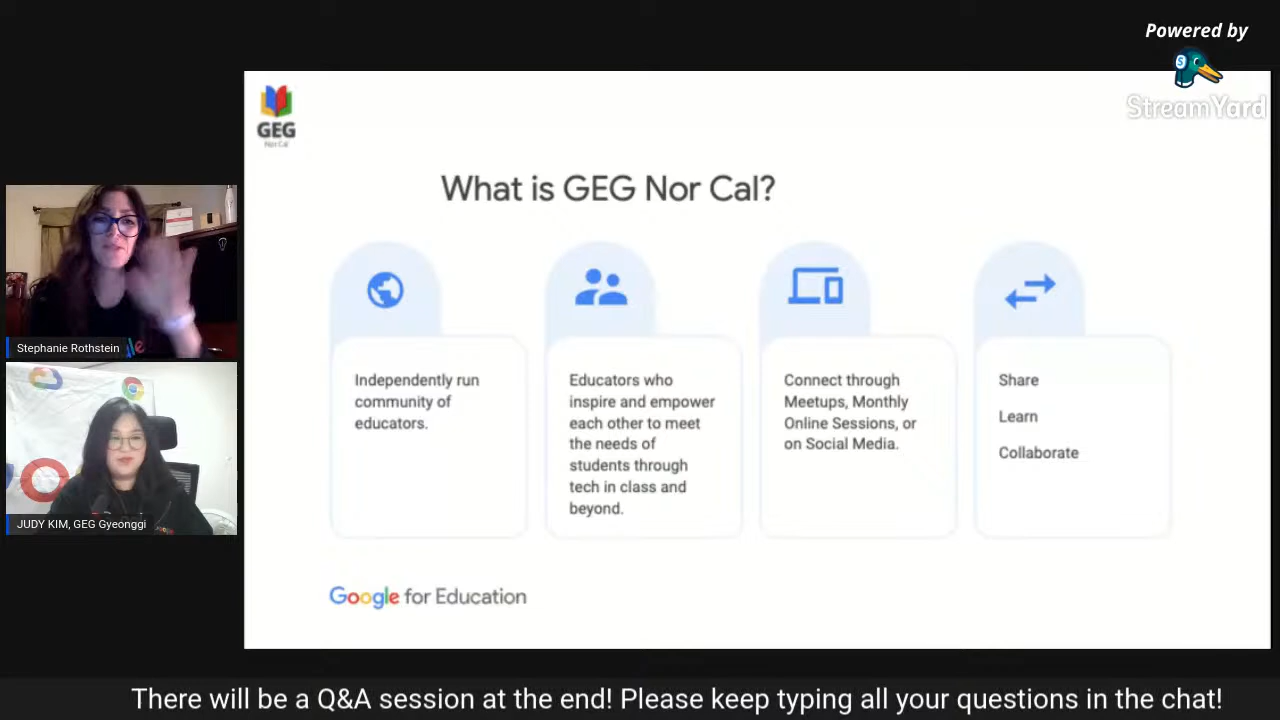 Powered by
StreamYard
GEG
Nor Cal
What is GEG Nor Cal?
Independently run
community of
educators.
Educators who
inspire and empower
each other to meet
the needs of
students through
tech in class and
beyond.
Connect through
Meetups, Monthly
Online Sessions, or
on Social Media.
Share
Learn
Collaborate
Google for Education
Stephanie Rothstein
JUDY KIM, GEG Gyeonggi
There will be a Q&A session at the end! Please keep typing all your questions in the chat!